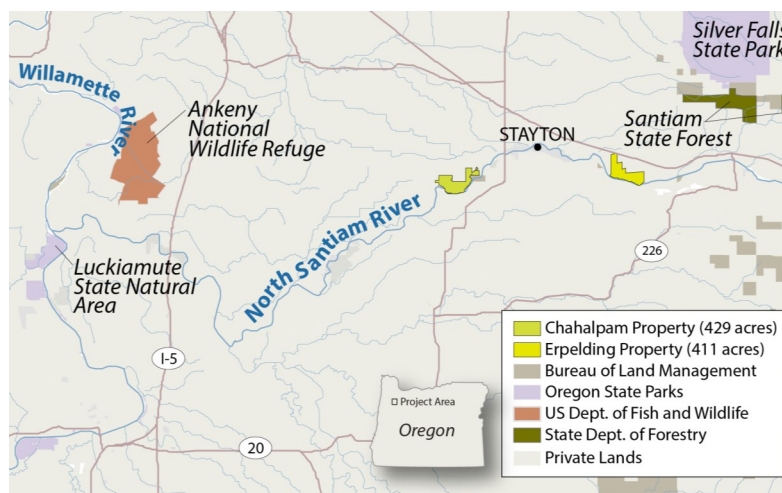 Silver Falls
State Park
Willamette
River
Ankeny
National
Wildlife Refuge
Santiam
State Forest
STAYTON
North Santiam River
Luckiamute
State Natural
Area
226
I-5
20
Project Area
Oregon
Chahalpam Property (429 acres)
Erpelding Property (411 acres)
Bureau of Land Management
Oregon State Parks
US Dept. of Fish and Wildlife
State Dept. of Forestry
Private Lands